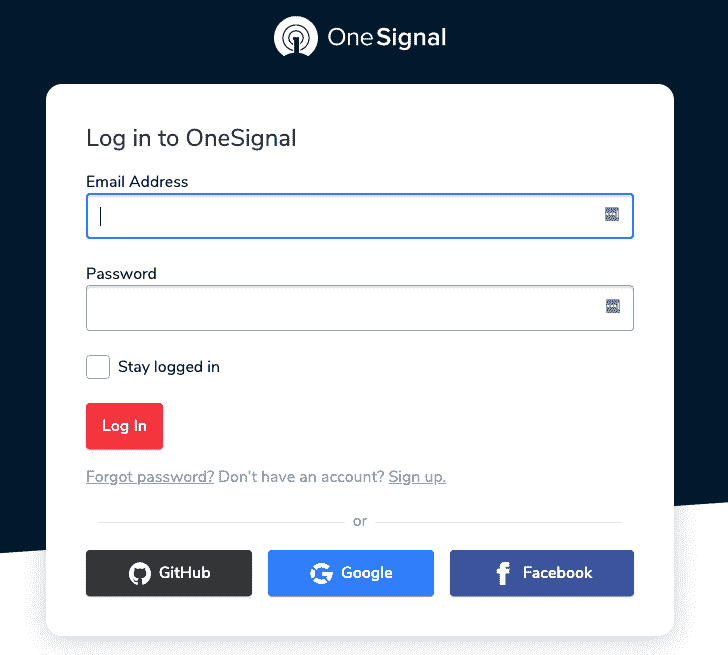 OneSignal
Log in to OneSignal
Email Address
Password
Stay logged in
Log In
Forgot password? Don't have an account? Sign up.
or
GitHub
Google
Facebook